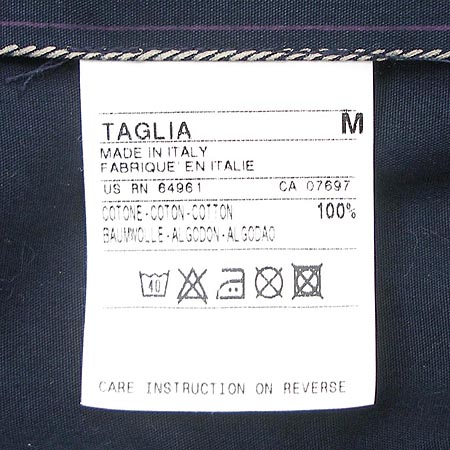 TAGLIA M
MADE IN ITALY
FABRIQUE' EN ITALIE
US RN 64961 CA 07697
COTONE-COTON-COTTON 100%
BAUMWOLLE-ALGODON-ALGODAO
40
CARE INSTRUCTION ON REVERSE